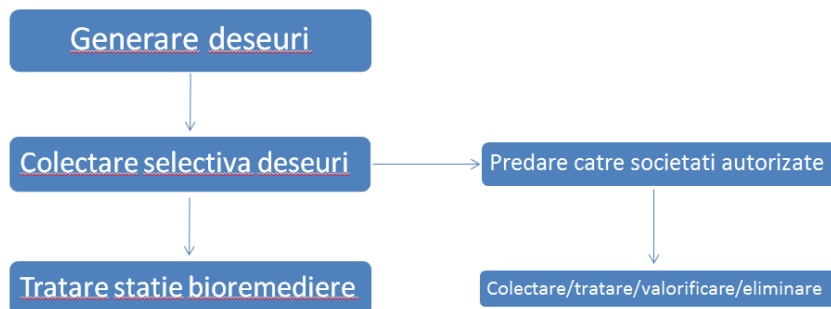 Generare deseuri
Colectare selectiva deseuri
Predare catre societati autorizate
Tratare statie bioremediere
Colectare/tratare/valorificare/eliminare